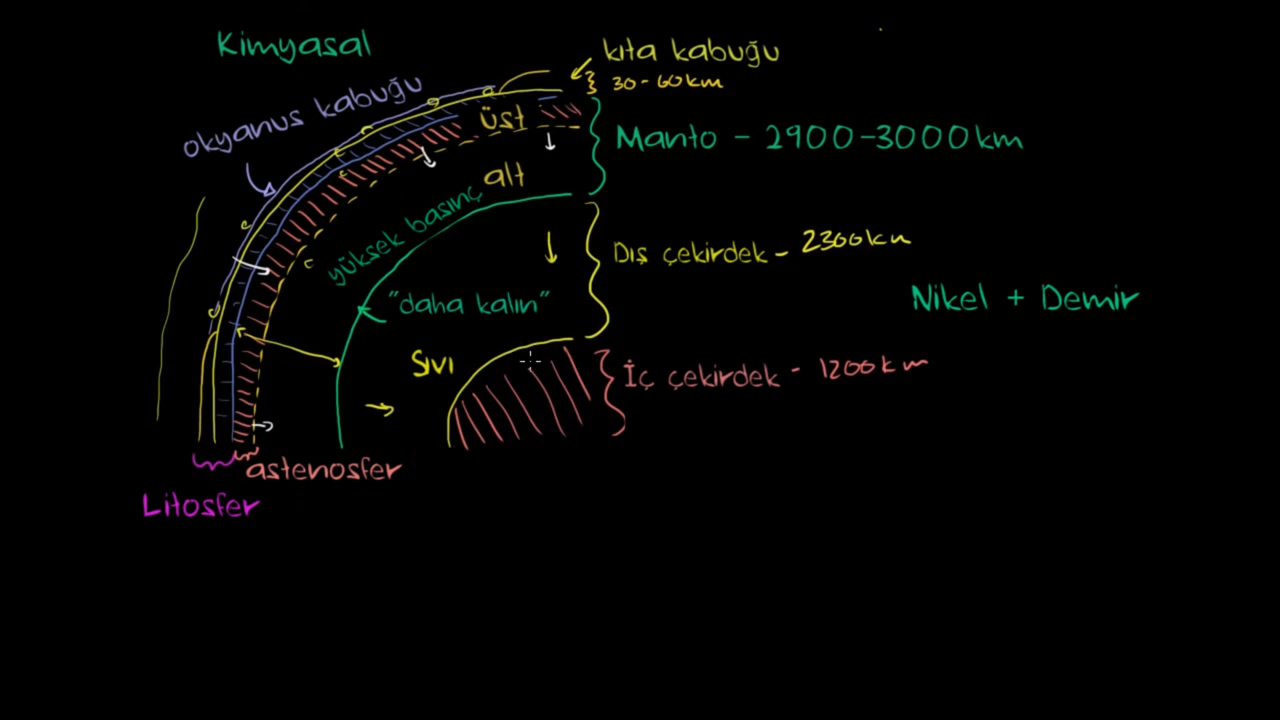 Kimyasal
kıta kabuğu
30-60km
okyanus kabuğu
üst
Manto - 2900-3000km
alt
yüksek basınç
Dış çekirdek - 2300km
"daha kalın"
Nikel + Demir
Sıvı
İç çekirdek - 1200km
astenosfer
Litosfer